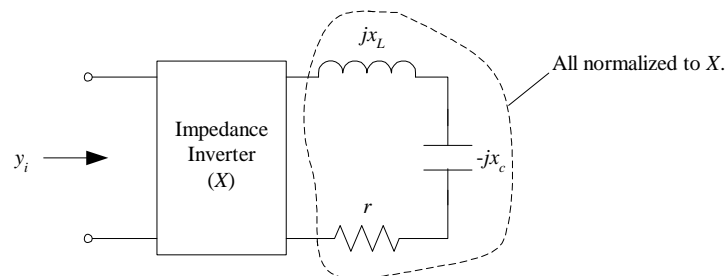 jx_L
All normalized to X.
Impedance
Inverter
(X)
y_i
-jx_c
r